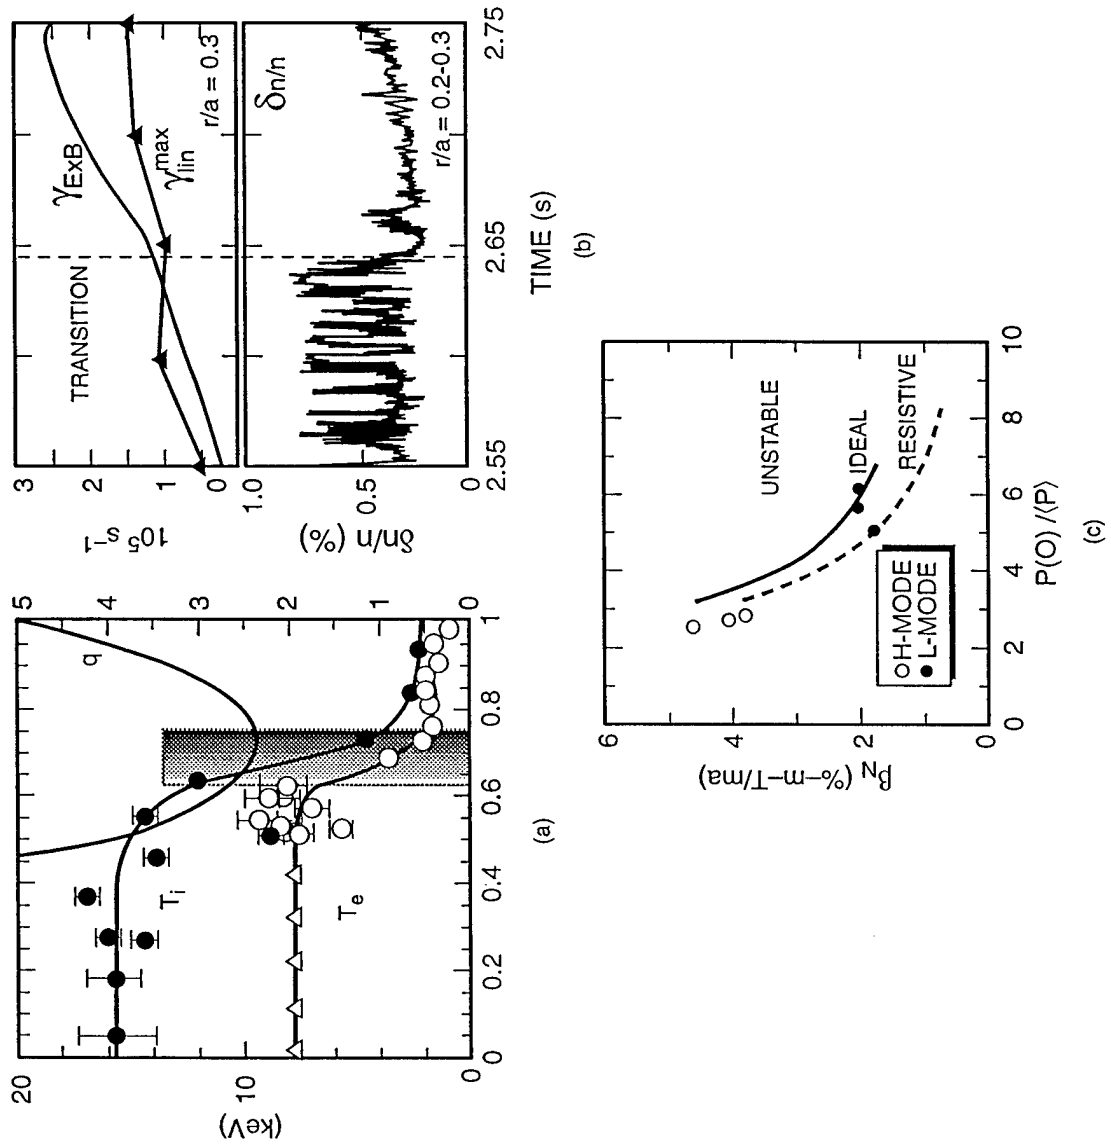 20
10
0
(keV)
5
4
3
2
1
0
q
T_i
T_e
0
0.2
0.4
0.6
0.8
1
(a)
3
2
1
0
10^5 s^–1
TRANSITION
γ_ExB
γ_lin^max
r/a = 0.3
1.0
0.5
0
δn/n (%)
δn/n
r/a = 0.2-0.3
2.55
2.65
2.75
TIME (s)
(b)
6
4
2
0
β_N (%–m–T/ma)
UNSTABLE
IDEAL
RESISTIVE
H-MODE
L-MODE
0
2
4
6
8
10
P(O) /⟨P⟩
(c)